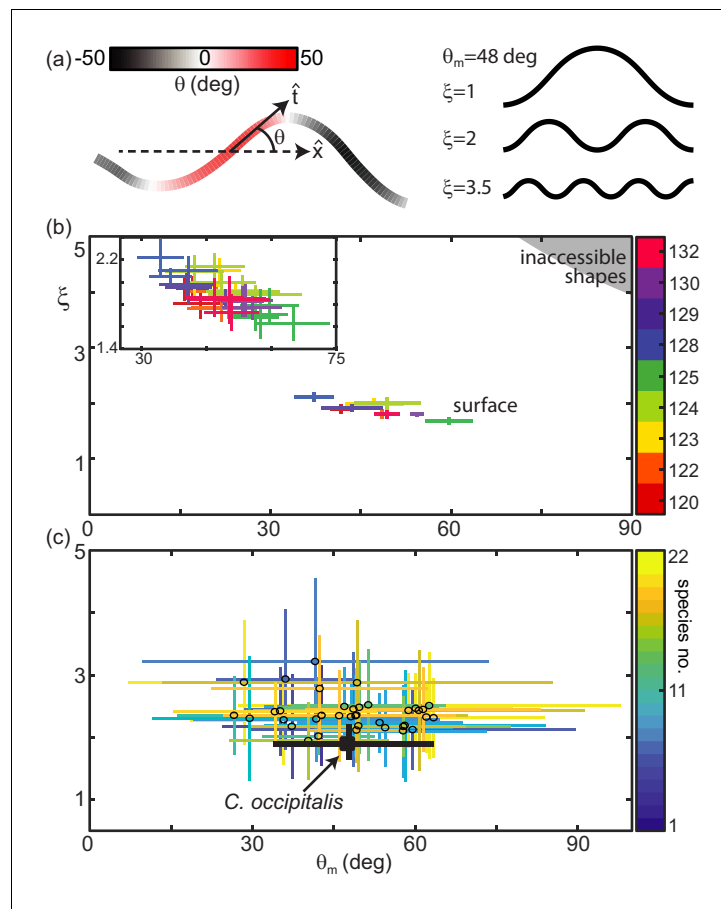 (a)
-50 0 50
θ (deg)
t̂
θ
x̂
θm=48 deg
ξ=1
ξ=2
ξ=3.5
(b)
5
3
1
ξ
2.2
1.4
30 75
inaccessible
shapes
surface
0 30 60 90
132
130
129
128
125
124
123
122
120
(c)
5
3
1
C. occipitalis
0 30 60 90
θm (deg)
22
11
1
species no.